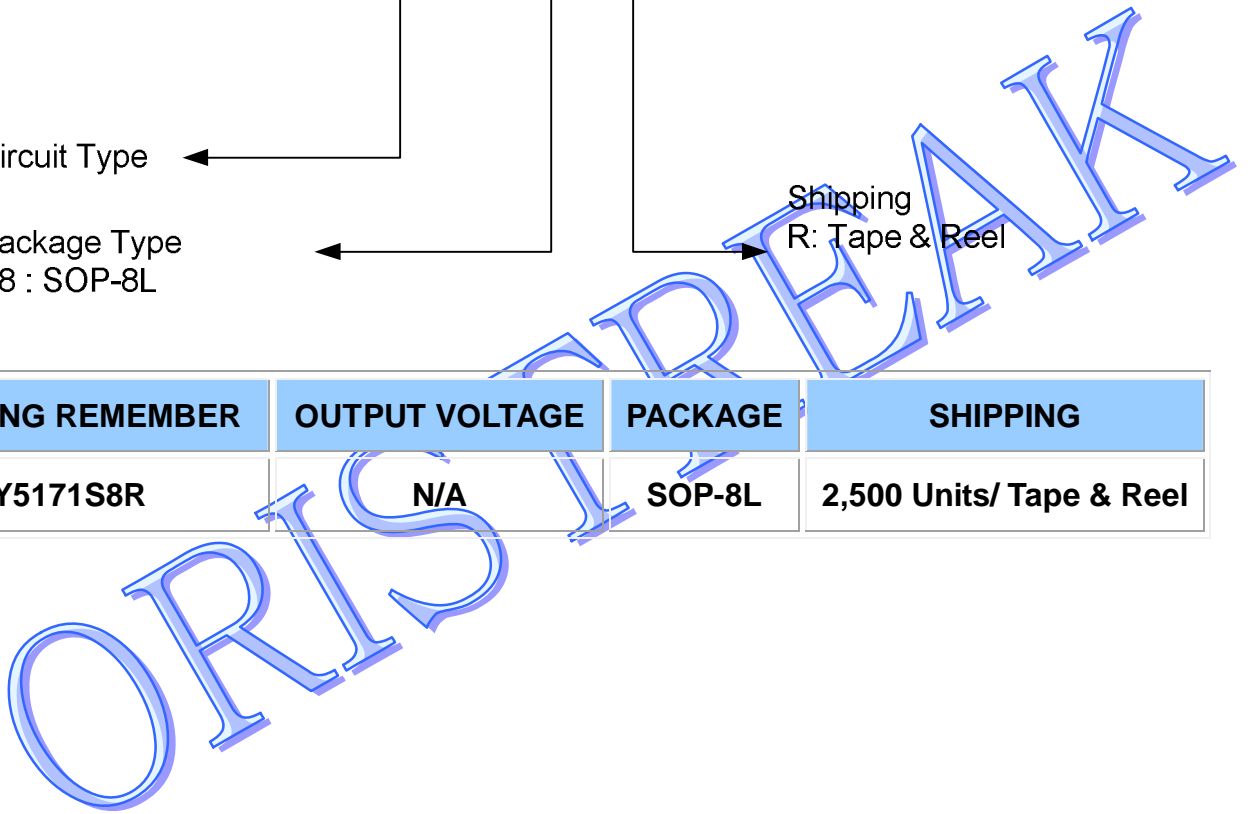 ircuit Type
ackage Type
8 : SOP-8L
Shipping
R: Tape & Reel
NG REMEMBER OUTPUT VOLTAGE PACKAGE SHIPPING
Y5171S8R N/A SOP-8L 2,500 Units/ Tape & Reel
ORISTREAK